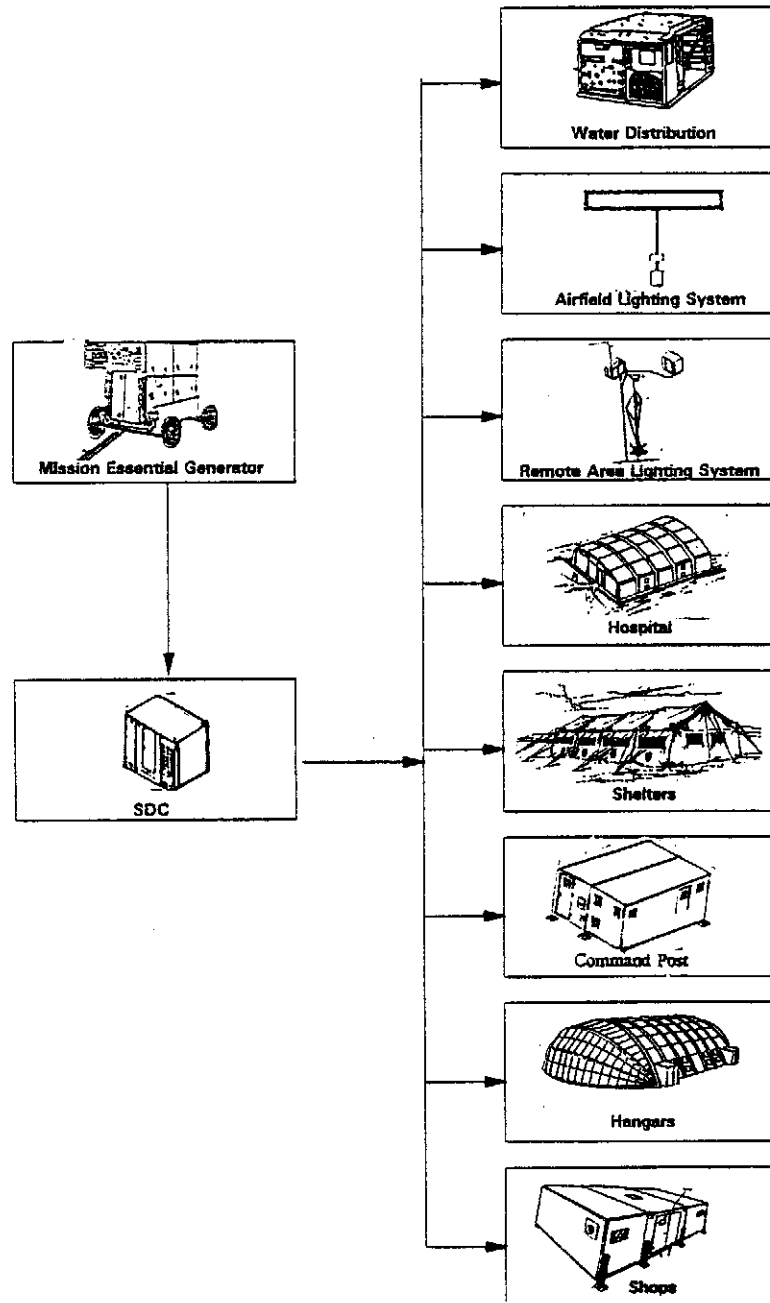 Water Distribution
Airfield Lighting System
Mission Essential Generator
Remote Area Lighting System
Hospital
SDC
Shelters
Command Post
Hangars
Shops